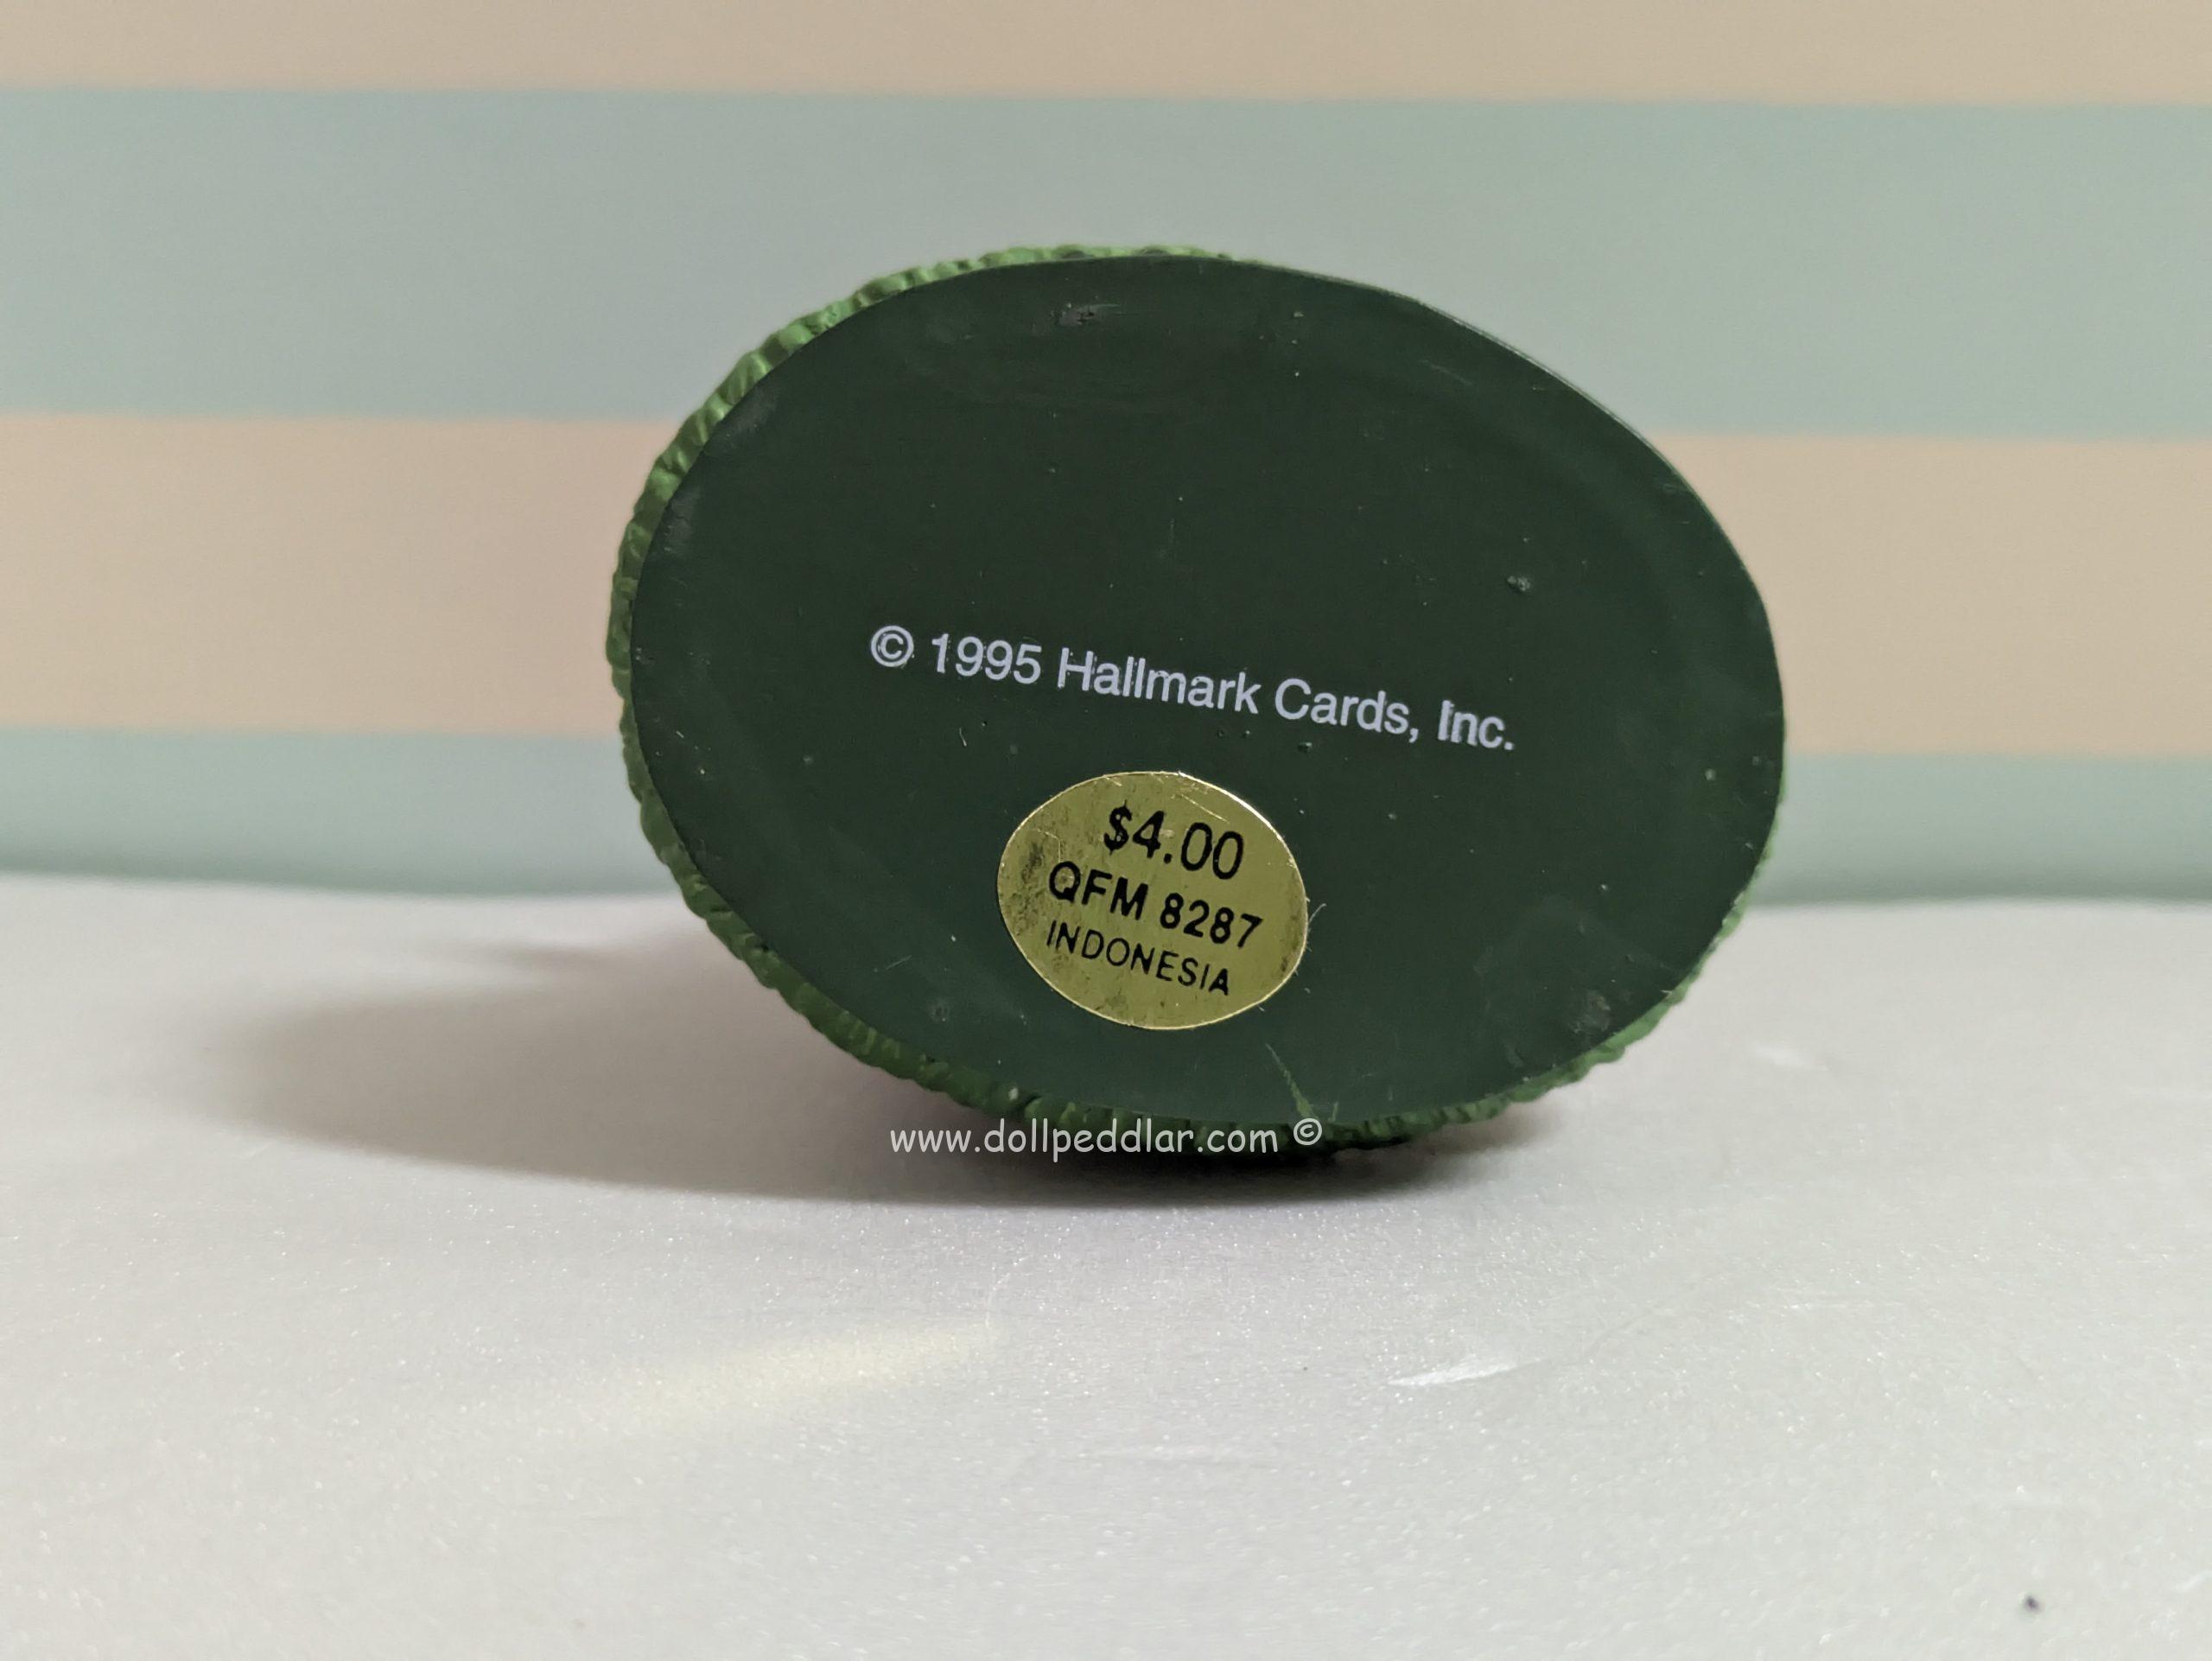 © 1995 Hallmark Cards, Inc.
$4.00
QFM 8287
INDONESIA
www.dollpeddlar.com ©